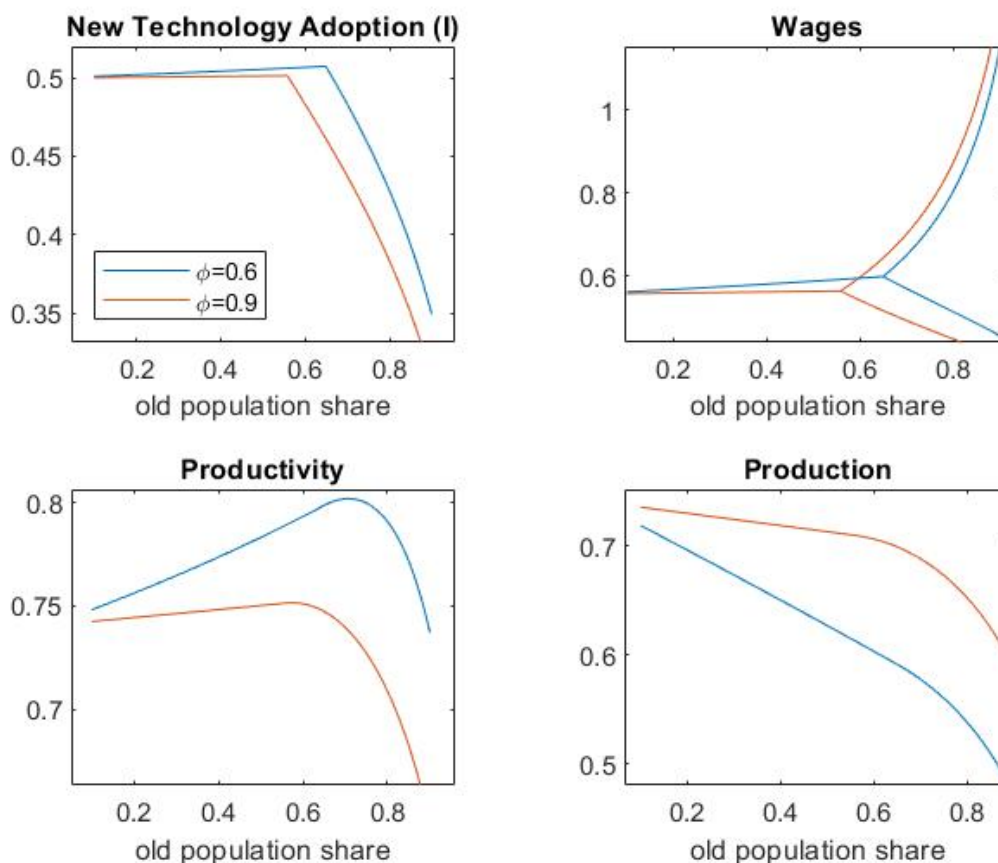 New Technology Adoption (I)
0.5
0.45
0.4
0.35
ϕ=0.6
ϕ=0.9
0.2 0.4 0.6 0.8
old population share
Wages
1
0.8
0.6
0.2 0.4 0.6 0.8
old population share
Productivity
0.8
0.75
0.7
0.2 0.4 0.6 0.8
old population share
Production
0.7
0.6
0.5
0.2 0.4 0.6 0.8
old population share